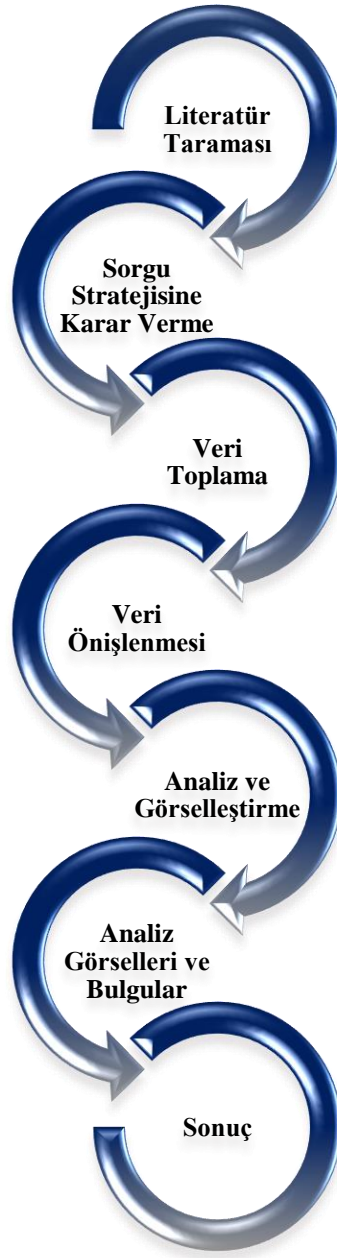 Literatür
Taraması
Sorgu
Stratejisine
Karar Verme
Veri
Toplama
Veri
Önişlenmesi
Analiz ve
Görselleştirme
Analiz
Görselleri ve
Bulgular
Sonuç